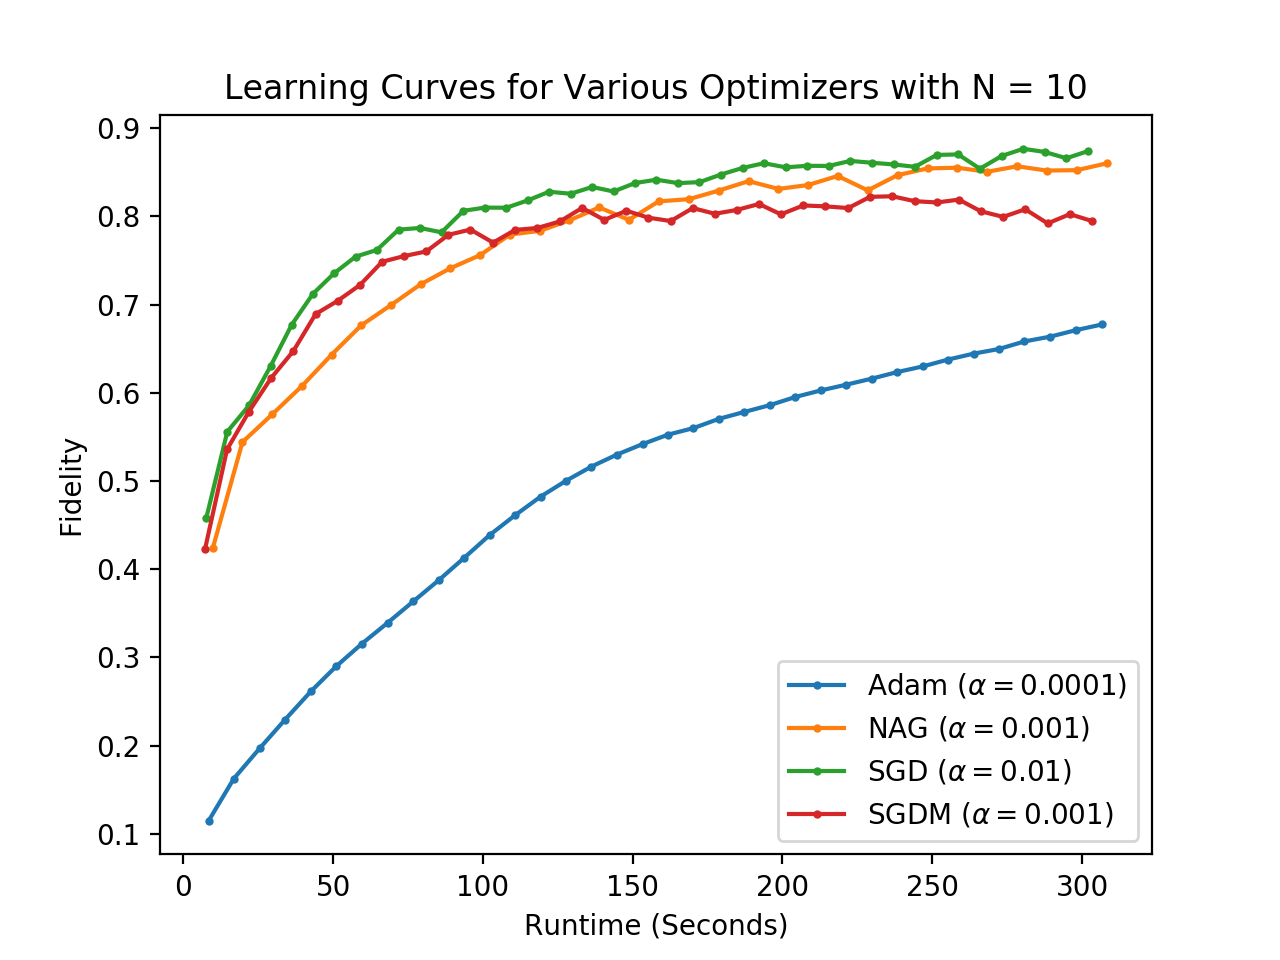 Learning Curves for Various Optimizers with N = 10
0.9
0.8
0.7
0.6
0.5
0.4
0.3
0.2
0.1
Fidelity
Adam (α = 0.0001)
NAG (α = 0.001)
SGD (α = 0.01)
SGDM (α = 0.001)
0 50 100 150 200 250 300
Runtime (Seconds)